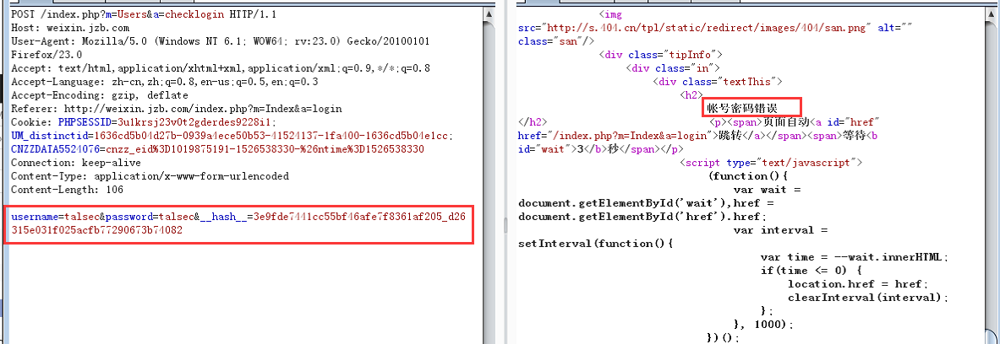 POST /index.php?m=Users&a=checklogin HTTP/1.1
Host: weixin.jzb.com
User-Agent: Mozilla/5.0 (Windows NT 6.1; WOW64; rv:23.0) Gecko/20100101
Firefox/23.0
Accept: text/html,application/xhtml+xml,application/xml;q=0.9,*/*;q=0.8
Accept-Language: zh-cn,zh;q=0.8,en-us;q=0.5,en;q=0.3
Accept-Encoding: gzip, deflate
Referer: http://weixin.jzb.com/index.php?m=Index&a=login
Cookie: PHPSESSID=3u1krsj23v0t2gderdes9228i1;
UM_distinctid=1636cd5b04d27b-0939a4ece50b53-41524137-1fa400-1636cd5b04e1cc;
CNZZDATA5524076=cnzz_eid%3D1019875191-1526538330-%26ntime%3D1526538330
Connection: keep-alive
Content-Type: application/x-www-form-urlencoded
Content-Length: 106
username=talsec&password=talsec&__hash__=3e9fde7441cc55bf46afe7f8361af205_d26
315e031f025acfb77290673b74082
<img
src="http://s.404.cn/tpl/static/redirect/images/404/san.png" alt=""
class="san"/>
<div class="tipInfo">
<div class="in">
<div class="textThis">
<h2>
帐号密码错误
</h2> <p><span>页面自动<a id="href"
href="/index.php?m=Index&a=login">跳转</a></span><span>等待<b
id="wait">3</b>秒</span></p>
<script type="text/javascript">
(function(){
var wait =
document.getElementById('wait'),href =
document.getElementById('href').href;
var interval =
setInterval(function(){
var time = --wait.innerHTML;
if(time <= 0) {
location.href = href;
clearInterval(interval);
};
}, 1000);
})();